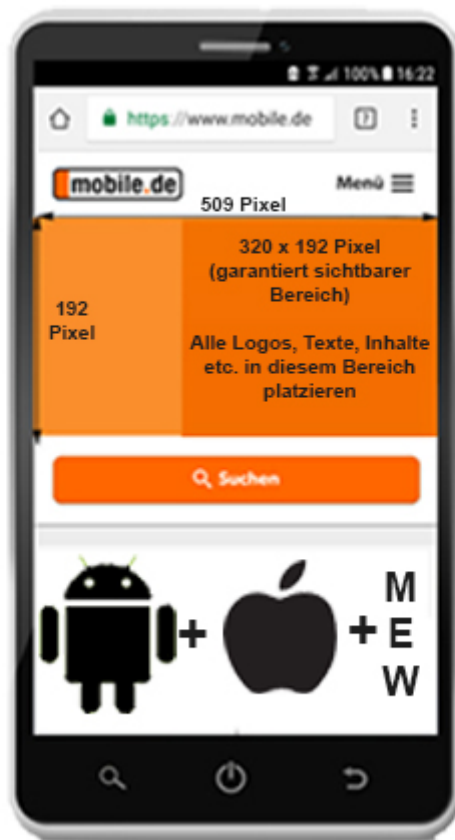 100% 16:22
https://www.mobile.de
?
mobile.de
Menü
509 Pixel
320 x 192 Pixel
(garantiert sichtbarer
Bereich)
192
Pixel
Alle Logos, Texte, Inhalte
etc. in diesem Bereich
platzieren
Suchen
+ +
M
E
W